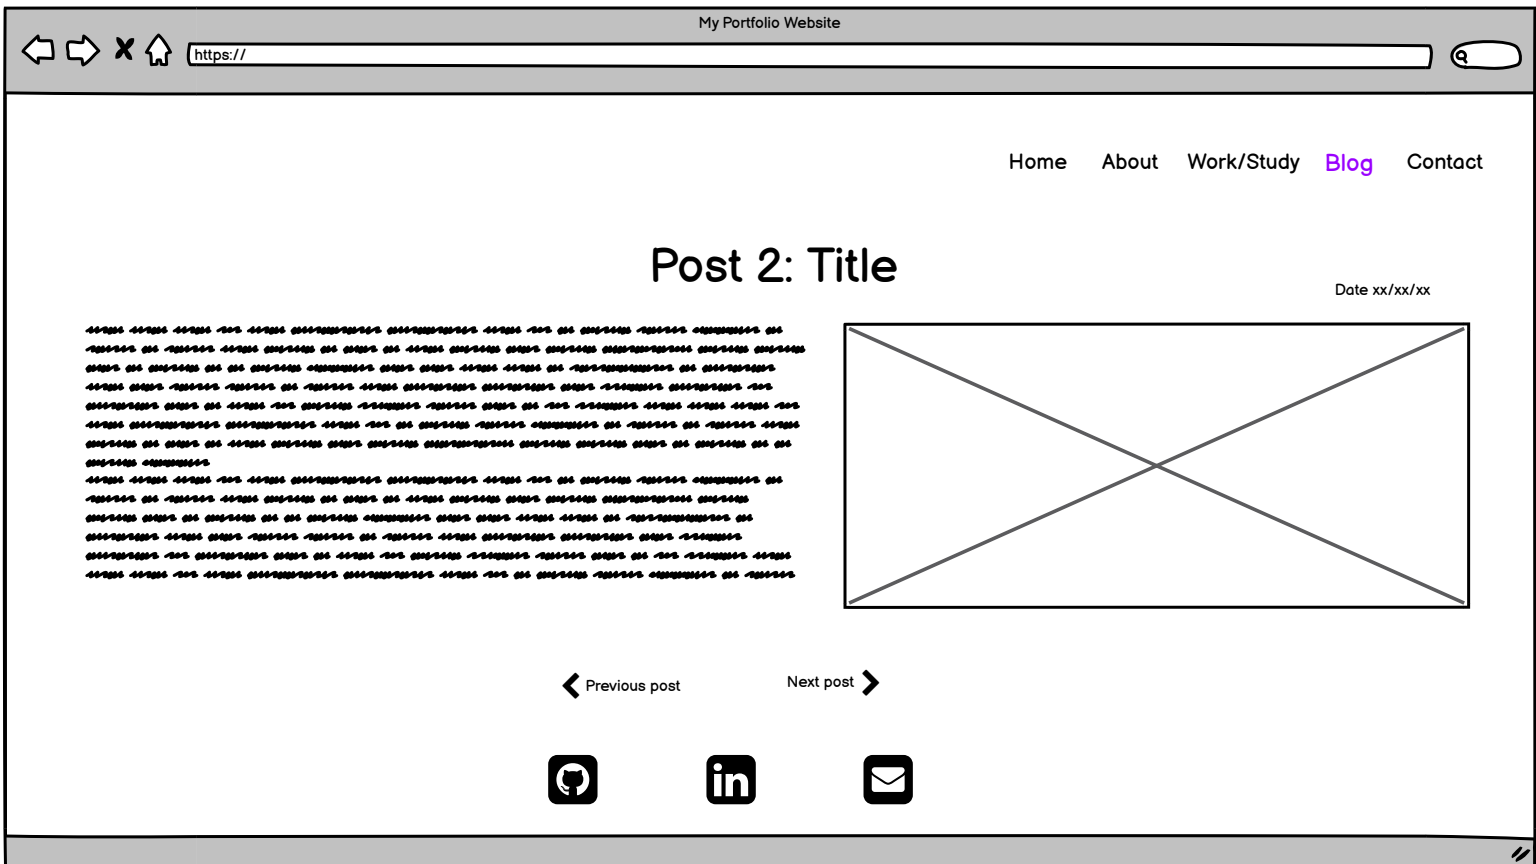 My Portfolio Website
https://
Home About Work/Study Blog Contact
Post 2: Title
Date xx/xx/xx
Previous post Next post
in